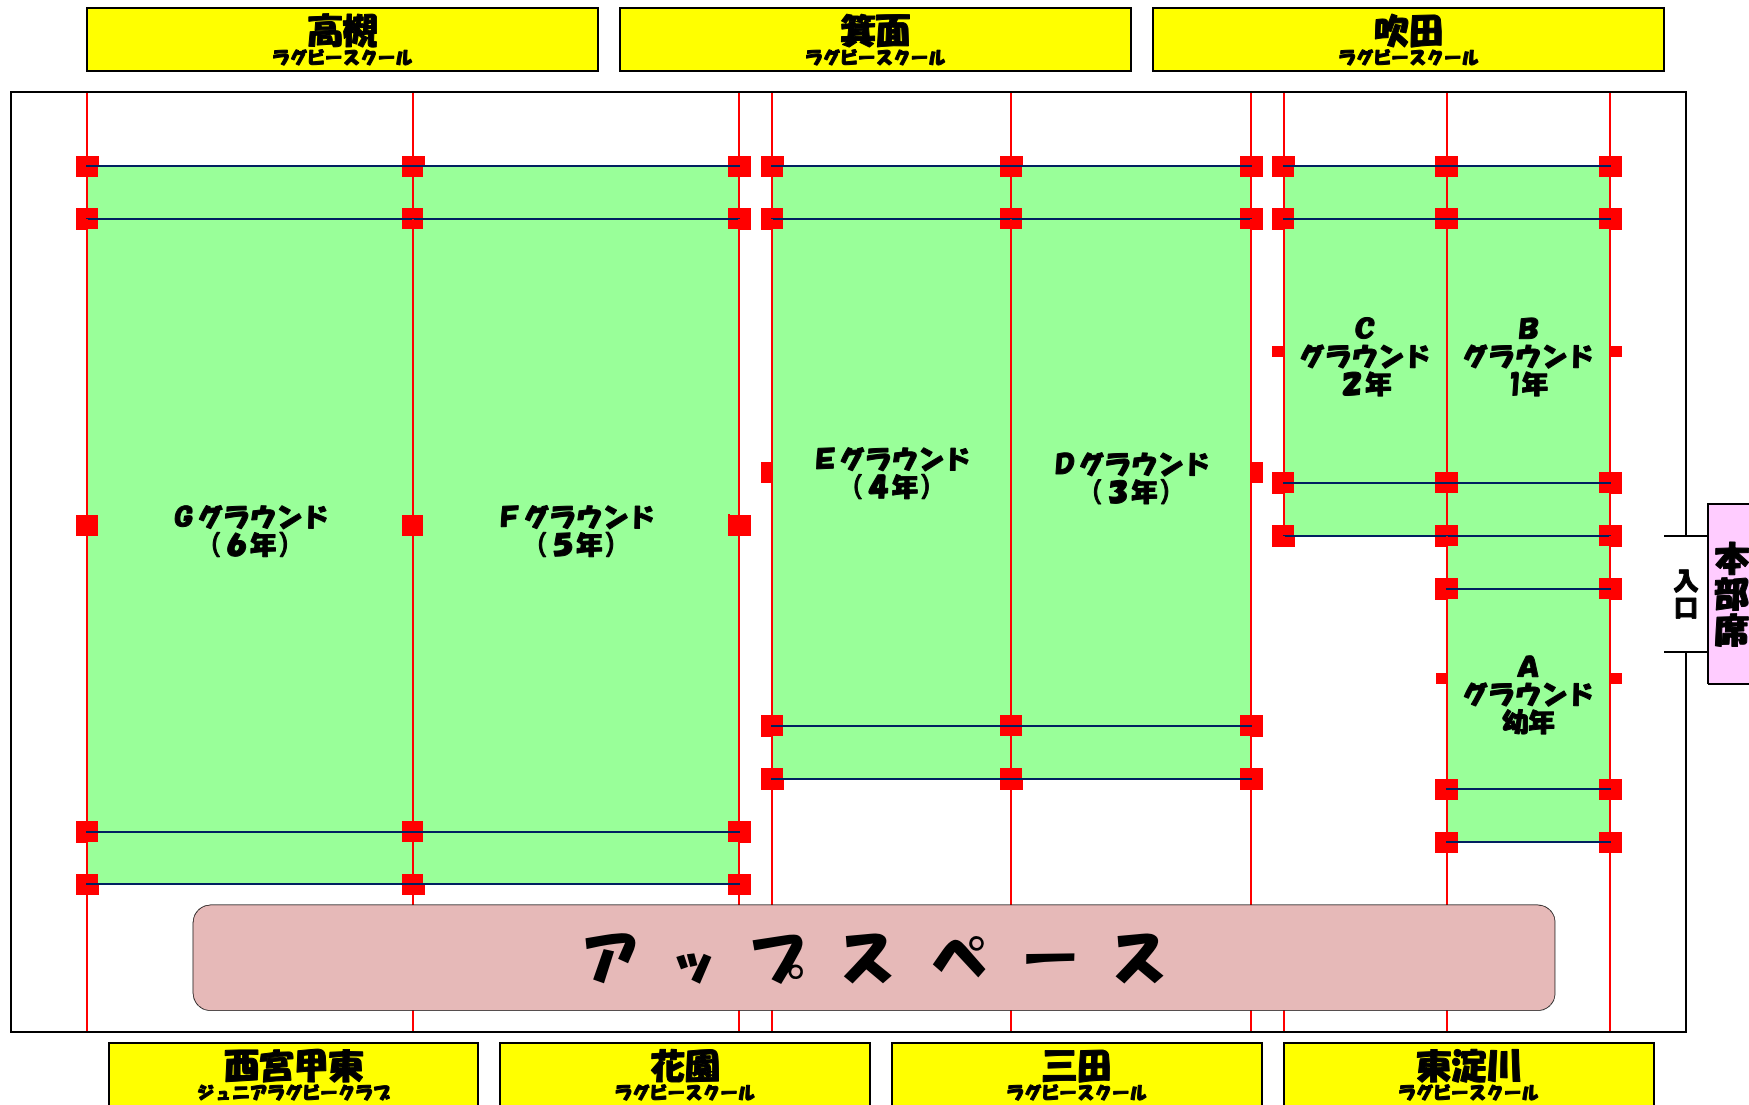 高槻
ラグビースクール
箕面
ラグビースクール
吹田
ラグビースクール
C
グラウンド
2年
B
グラウンド
1年
Eグラウンド
(4年)
Dグラウンド
(3年)
Gグラウンド
(6年)
Fグラウンド
(5年)
本部席
入口
A
グラウンド
幼年
アップスペース
西宮甲東
ジュニアラグビークラブ
花園
ラグビースクール
三田
ラグビースクール
東淀川
ラグビースクール